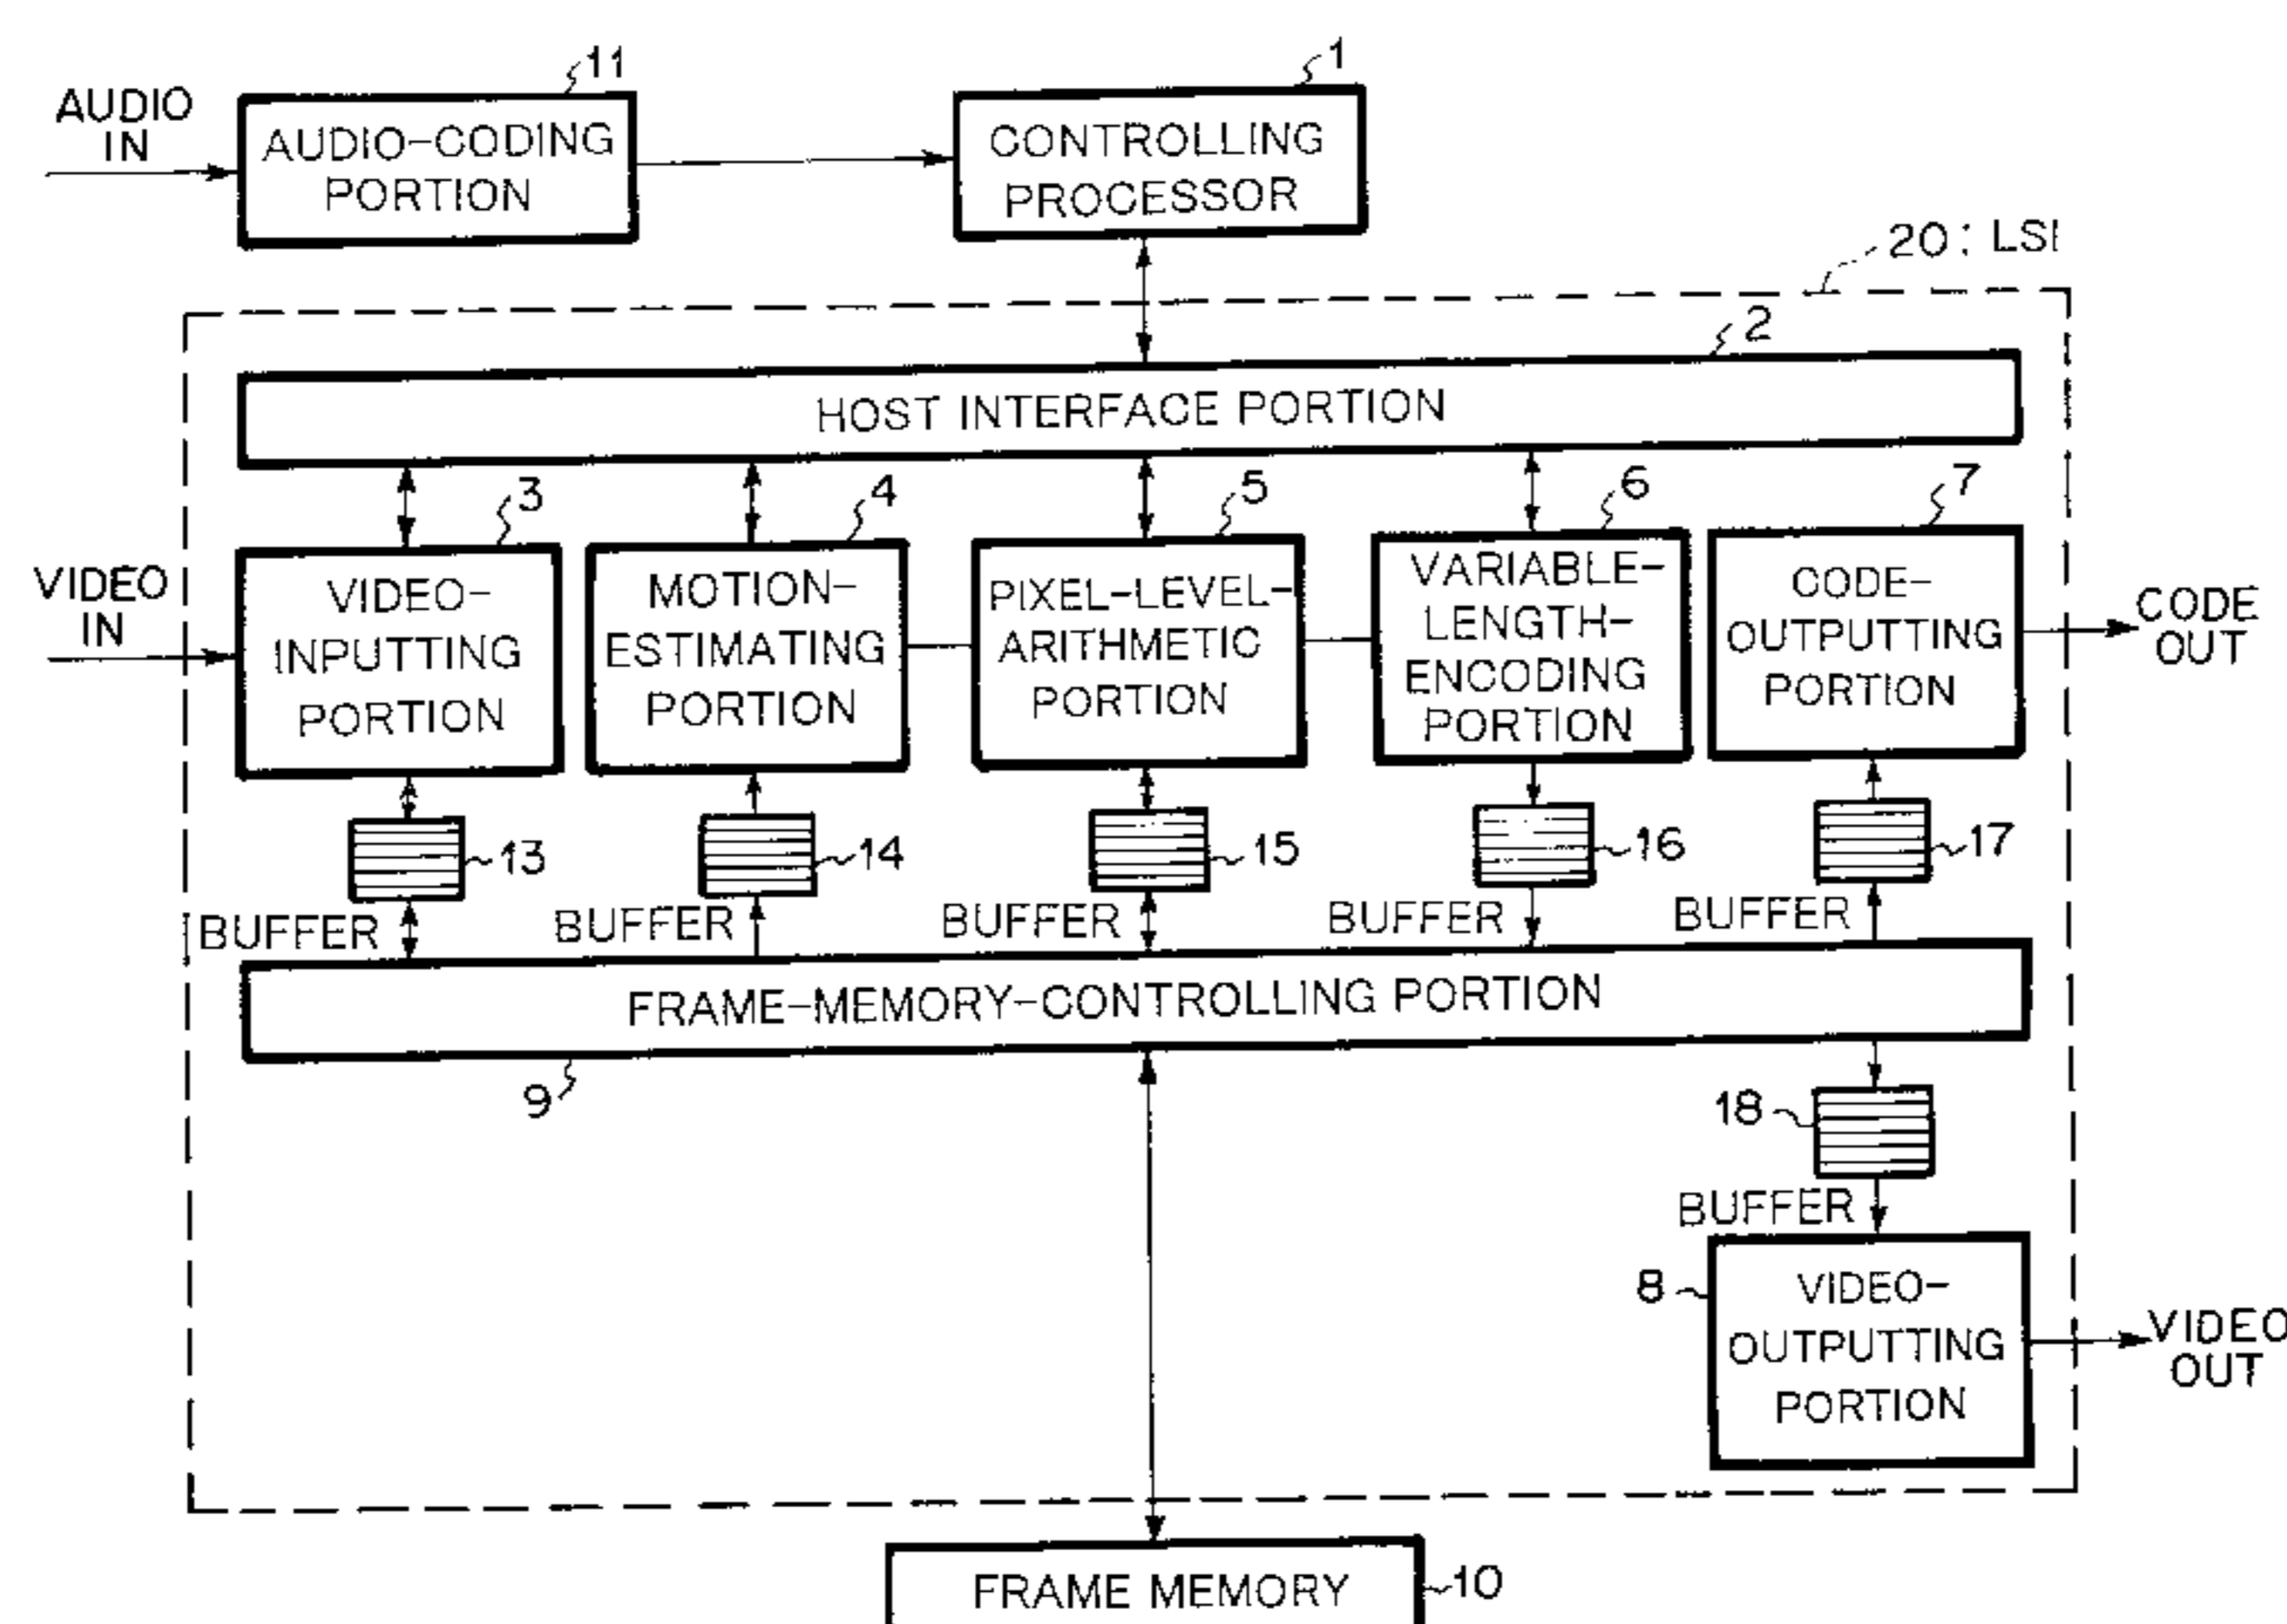 11
1
AUDIO
IN
AUDIO-CODING
PORTION
CONTROLLING
PROCESSOR
20: LSI
2
HOST INTERFACE PORTION
3
4
5
6
7
VIDEO
IN
VIDEO-
INPUTTING
PORTION
MOTION-
ESTIMATING
PORTION
PIXEL-LEVEL-
ARITHMETIC
PORTION
VARIABLE-
LENGTH-
ENCODING
PORTION
CODE-
OUTPUTTING
PORTION
CODE
OUT
13
14
15
16
17
BUFFER
BUFFER
BUFFER
BUFFER
BUFFER
FRAME-MEMORY-CONTROLLING PORTION
9
18
BUFFER
8
VIDEO-
OUTPUTTING
PORTION
VIDEO
OUT
FRAME MEMORY
10